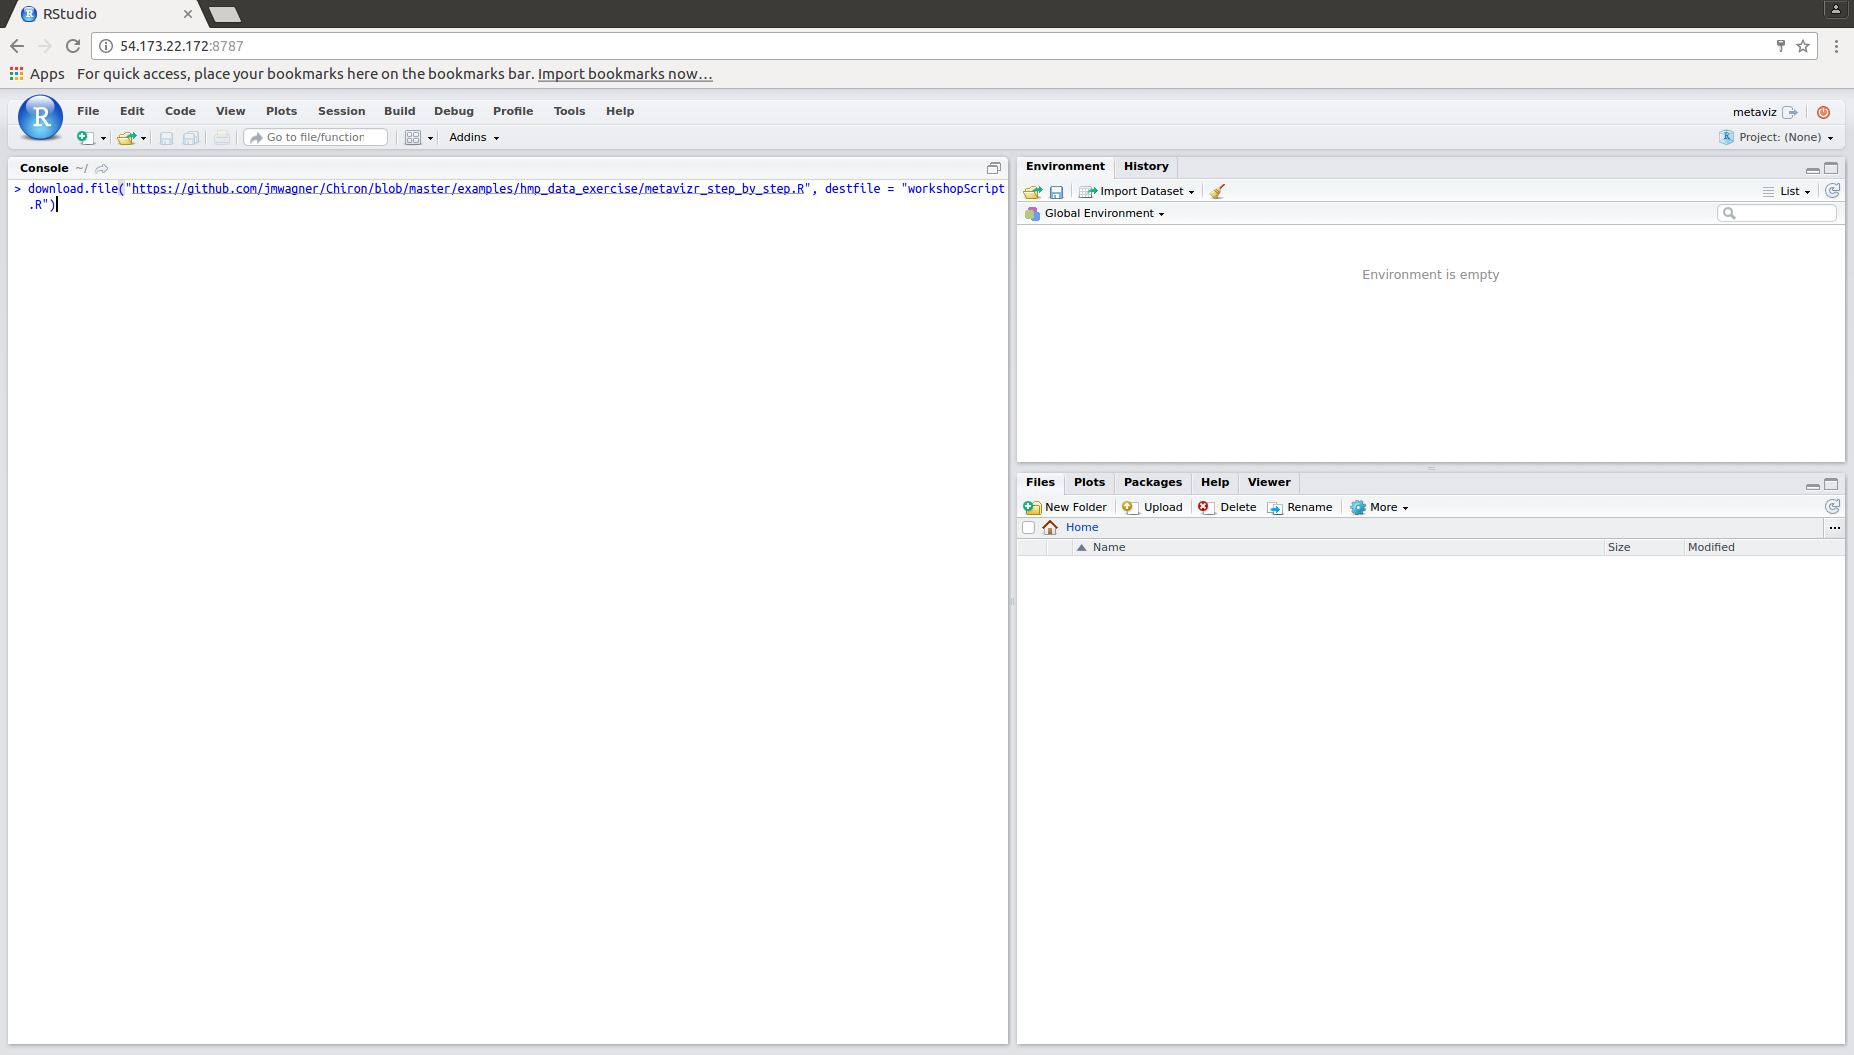 RStudio
54.173.22.172:8787
Apps For quick access, place your bookmarks here on the bookmarks bar. Import bookmarks now...
R File Edit Code View Plots Session Build Debug Profile Tools Help metaviz
Go to file/function Addins Project: (None)
Console ~/
> download.file("https://github.com/jmwagner/Chiron/blob/master/examples/hmp_data_exercise/metavizr_step_by_step.R", destfile = "workshopScript
.R")
Environment History
Import Dataset List
Global Environment
Environment is empty
Files Plots Packages Help Viewer
New Folder Upload Delete Rename More
Home ...
Name Size Modified